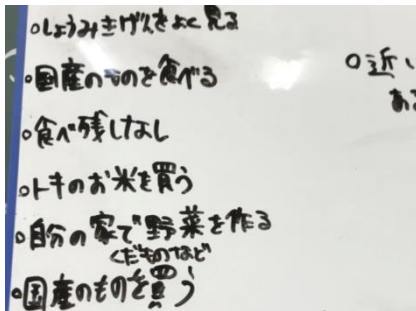 ○しょうみきげんをよく見る
○国産のものを食べる
○食べ残しなし
○トキのお米を買う
○自分の家で野菜を作る
くだものなど
○国産のものを買う
○近い
ある